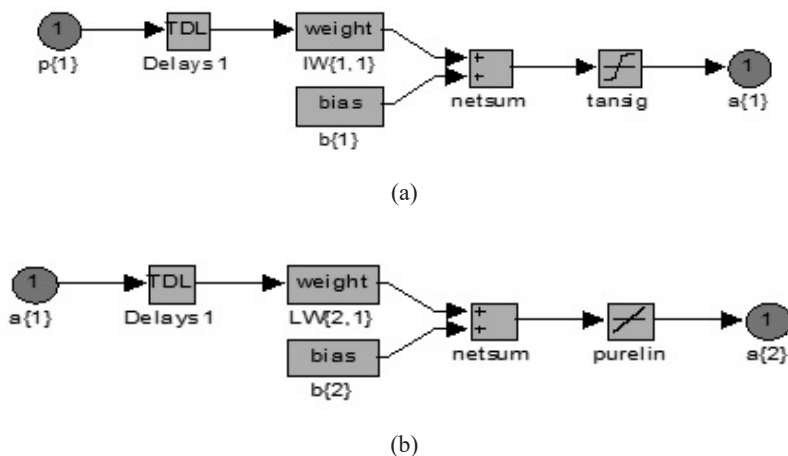 1
TDL
weight
p{1}
Delays 1
IW{1,1}
+
+
1
bias
netsum
tansig
a{1}
b{1}
(a)
1
TDL
weight
a{1}
Delays 1
LW{2,1}
+
+
1
bias
netsum
purelin
a{2}
b{2}
(b)